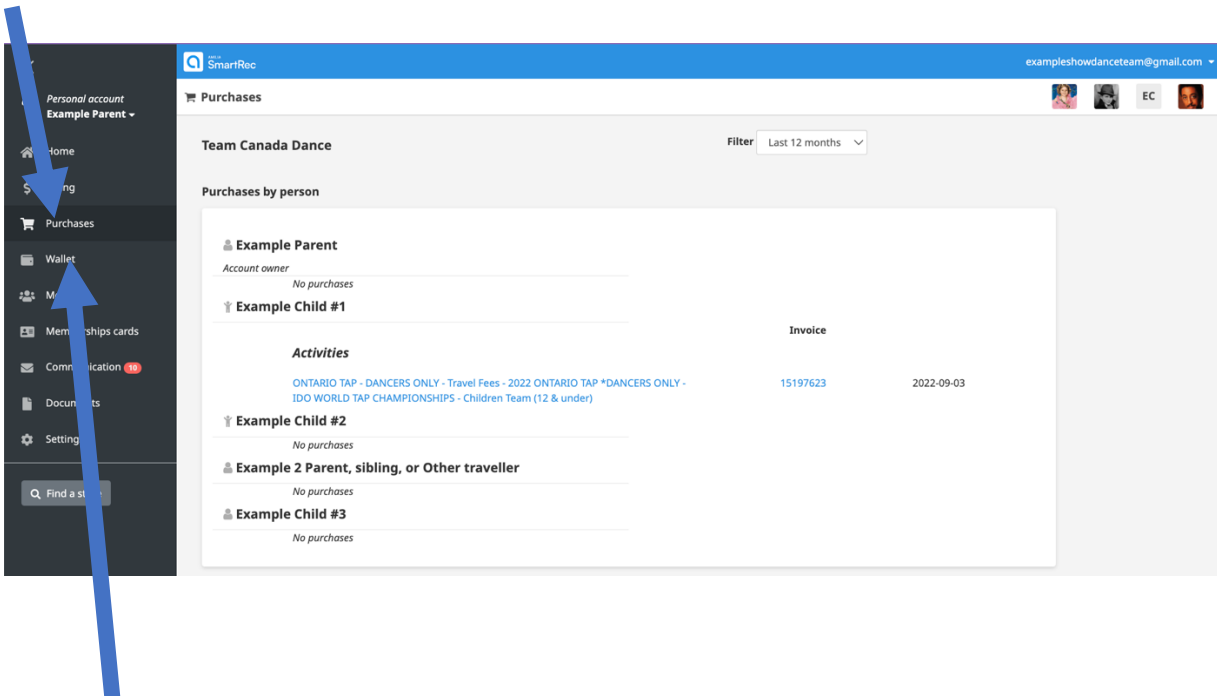 SmartRec
exampleshowdanceteam@gmail.com
Personal account
Example Parent
Home
Purchases
Wallet
Memberships cards
Communication 10
Documents
Settings
Purchases
EC
Team Canada Dance
Filter Last 12 months
Purchases by person
Example Parent
Account owner
No purchases
Example Child #1
Invoice
Activities
ONTARIO TAP - DANCERS ONLY - Travel Fees - 2022 ONTARIO TAP *DANCERS ONLY -
IDO WORLD TAP CHAMPIONSHIPS - Children Team (12 & under)
15197623 2022-09-03
Example Child #2
No purchases
Example 2 Parent, sibling, or Other traveller
No purchases
Example Child #3
No purchases